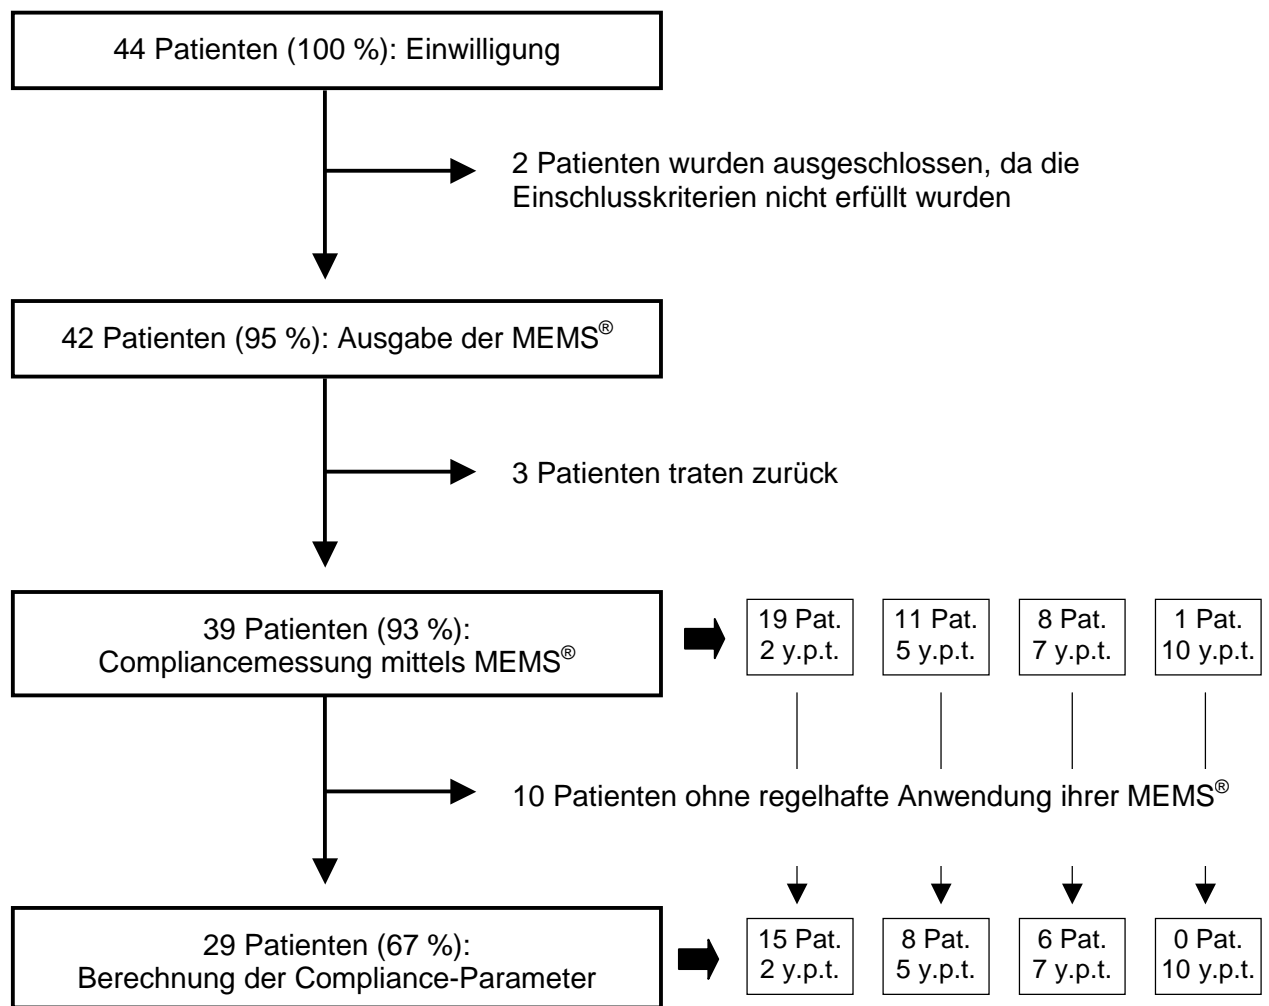 44 Patienten (100 %): Einwilligung
2 Patienten wurden ausgeschlossen, da die
Einschlusskriterien nicht erfüllt wurden
42 Patienten (95 %): Ausgabe der MEMS®
3 Patienten traten zurück
39 Patienten (93 %):
Compliancemessung mittels MEMS®
19 Pat.
2 y.p.t.
11 Pat.
5 y.p.t.
8 Pat.
7 y.p.t.
1 Pat.
10 y.p.t.
10 Patienten ohne regelhafte Anwendung ihrer MEMS®
29 Patienten (67 %):
Berechnung der Compliance-Parameter
15 Pat.
2 y.p.t.
8 Pat.
5 y.p.t.
6 Pat.
7 y.p.t.
0 Pat.
10 y.p.t.